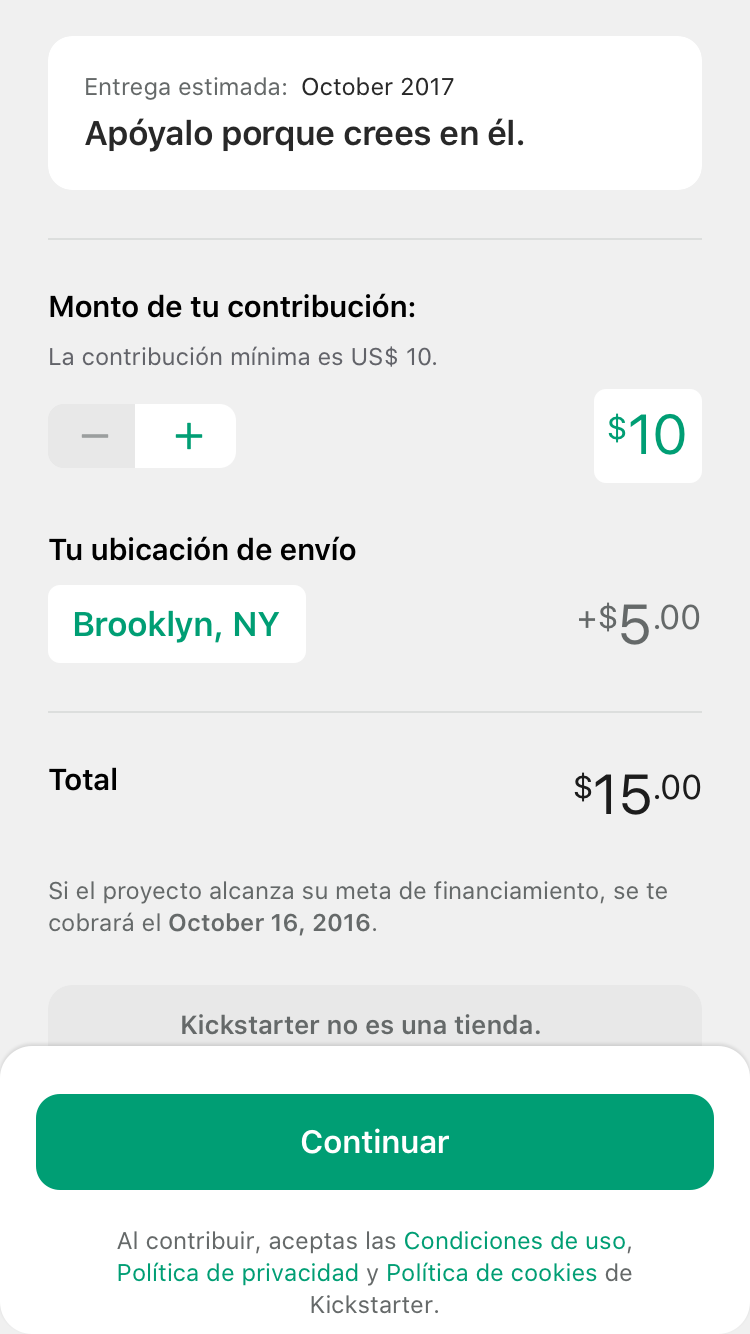 Entrega estimada: October 2017
Apóyalo porque crees en él.
Monto de tu contribución:
La contribución mínima es US$ 10.
− +
$10
Tu ubicación de envío
Brooklyn, NY
+$5.00
Total
$15.00
Si el proyecto alcanza su meta de financiamiento, se te
cobrará el October 16, 2016.
Kickstarter no es una tienda.
Continuar
Al contribuir, aceptas las Condiciones de uso,
Política de privacidad y Política de cookies de
Kickstarter.